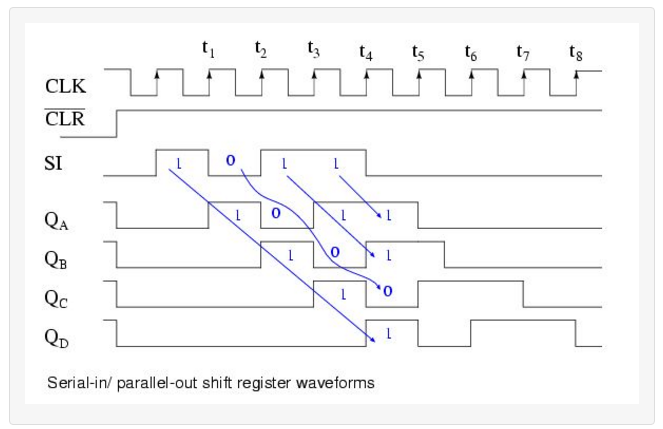 t1 t2 t3 t4 t5 t6 t7 t8
CLK
CLR
SI 1 0 1 1
QA 1 0 1 1
QB 1 0 1
QC 1 0
QD 1
Serial-in/ parallel-out shift register waveforms